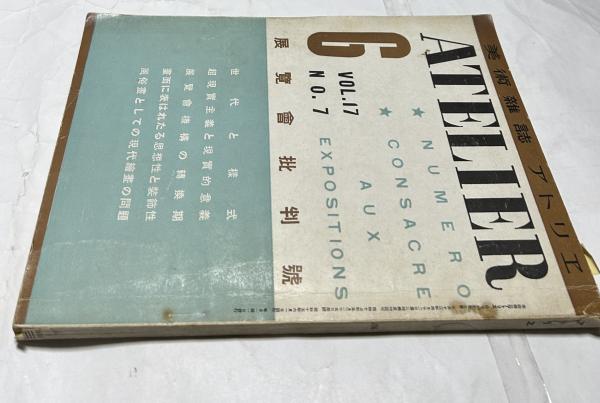 美術雑誌 アトリエ
ATELIER
★ NUMERO
★ CONSACRE
AUX
EXPOSITIONS
6
VOL.17
NO.7
展覽會批判號
世代と樣式
超現實主義と現實的意義
展覽會機構の轉換期
畫面に表はれたる思想性と裝飾性
風俗畫としての現代繪畫の問題